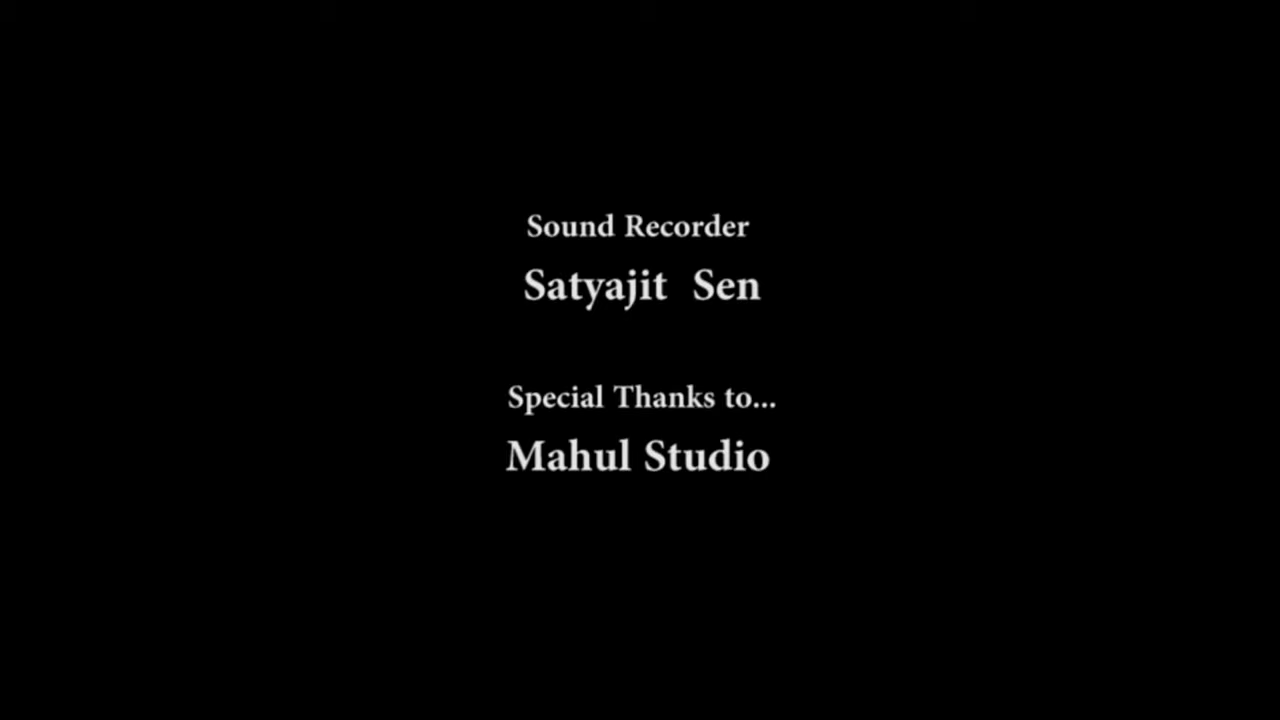 Sound Recorder
Satyajit Sen
Special Thanks to...
Mahul Studio